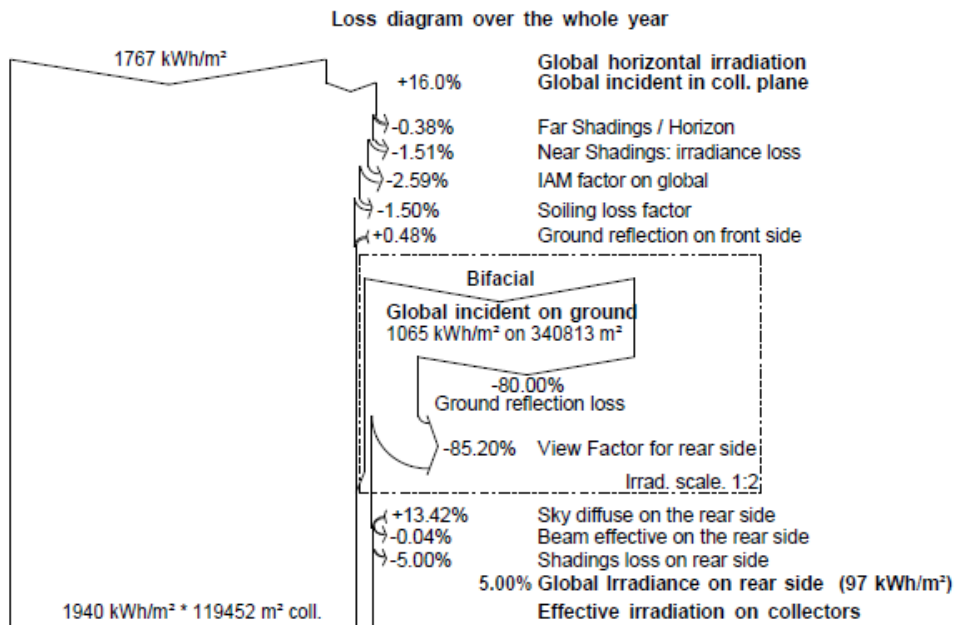 Loss diagram over the whole year
1767 kWh/m²
Global horizontal irradiation
+16.0% Global incident in coll. plane
-0.38% Far Shadings / Horizon
-1.51% Near Shadings: irradiance loss
-2.59% IAM factor on global
-1.50% Soiling loss factor
+0.48% Ground reflection on front side
Bifacial
Global incident on ground
1065 kWh/m² on 340813 m²
-80.00%
Ground reflection loss
-85.20% View Factor for rear side
Irrad. scale. 1:2
+13.42% Sky diffuse on the rear side
-0.04% Beam effective on the rear side
-5.00% Shadings loss on rear side
5.00% Global Irradiance on rear side (97 kWh/m²)
1940 kWh/m² * 119452 m² coll. Effective irradiation on collectors